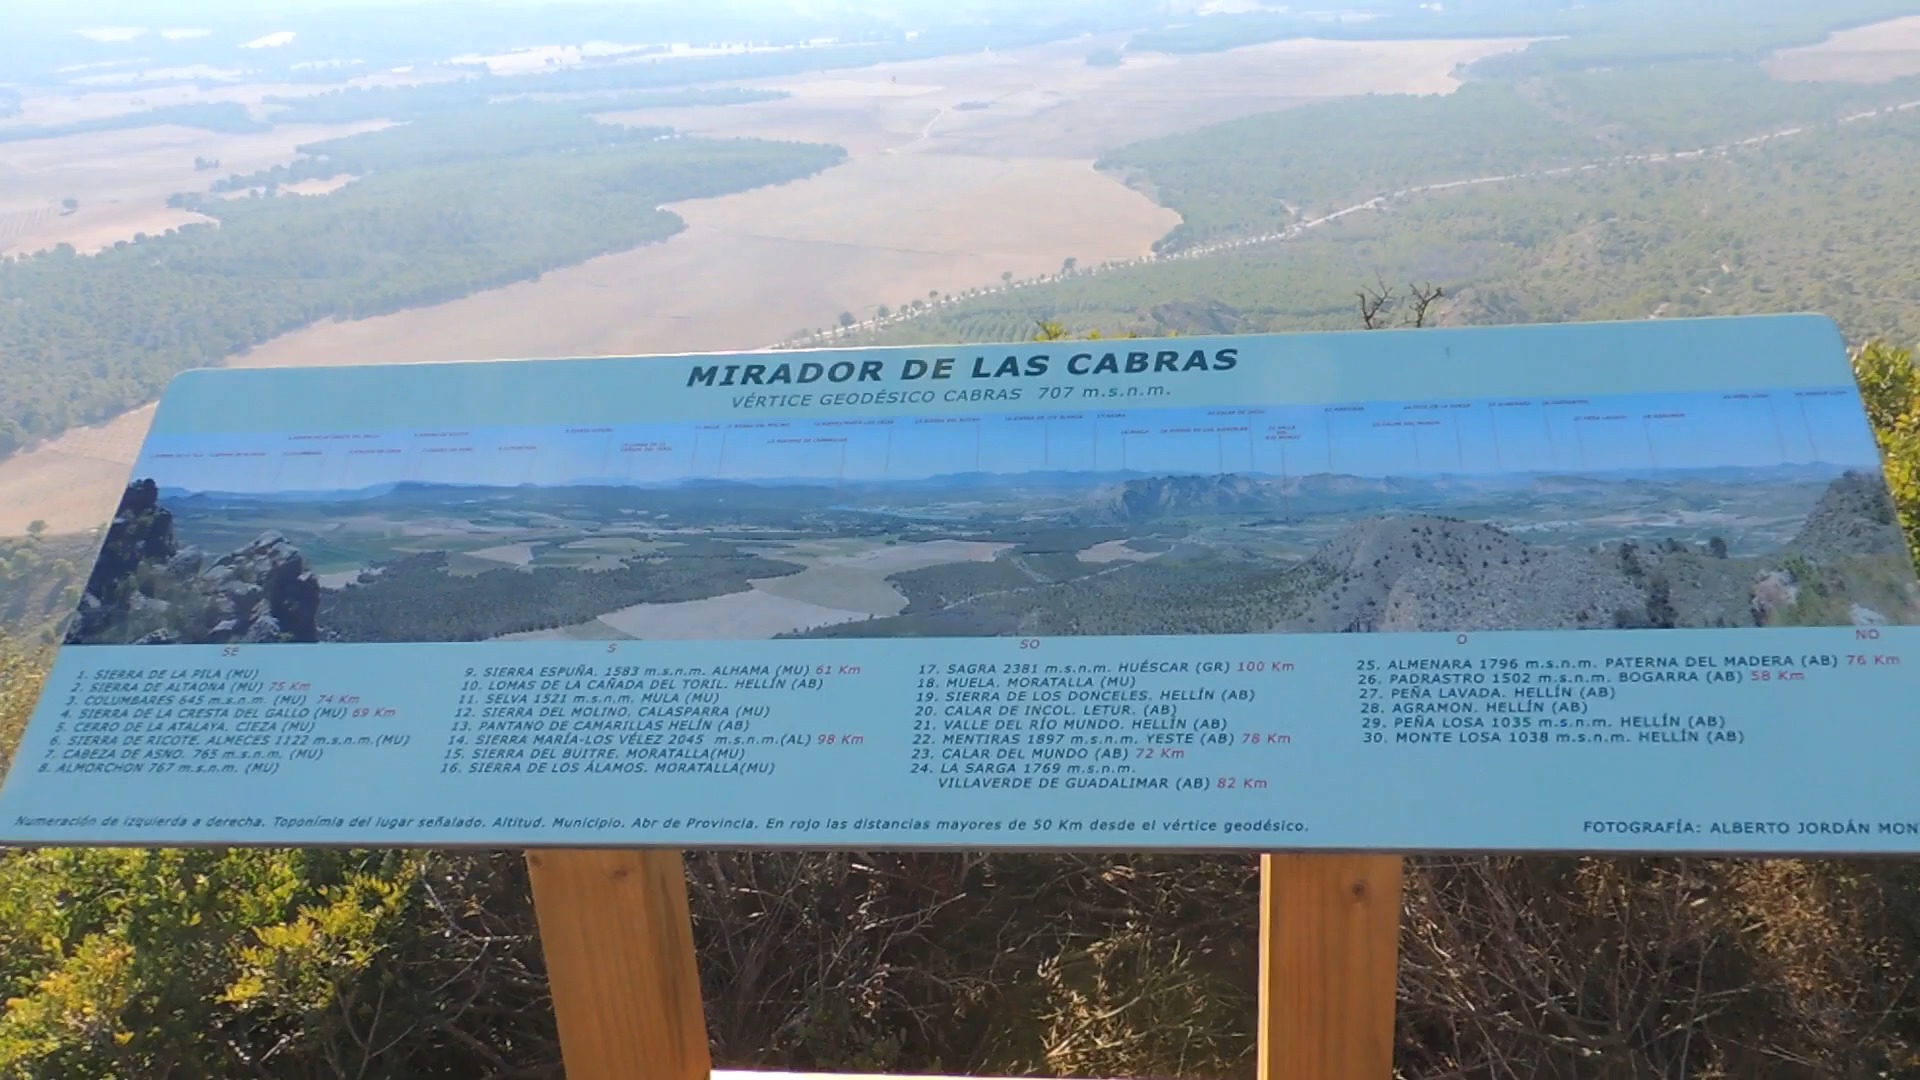 MIRADOR DE LAS CABRAS
VÉRTICE GEODÉSICO CABRAS 707 m.s.n.m.
SE S SO O NO
1. SIERRA DE LA PILA (MU)
2. SIERRA DE ALTAONA (MU) 75 Km
3. COLUMBARES 645 m.s.n.m. (MU) 74 Km
4. SIERRA DE LA CRESTA DEL GALLO (MU) 69 Km
5. CERRO DE LA ATALAYA. CIEZA (MU)
6. SIERRA DE RICOTE. ALMECES 1122 m.s.n.m.(MU)
7. CABEZA DE ASNO. 765 m.s.n.m. (MU)
8. ALMORCHON 767 m.s.n.m. (MU)
9. SIERRA ESPUÑA. 1583 m.s.n.m. ALHAMA (MU) 61 Km
10. LOMAS DE LA CAÑADA DEL TORIL. HELLÍN (AB)
11. SELVA 1521 m.s.n.m. MULA (MU)
12. SIERRA DEL MOLINO. CALASPARRA (MU)
13. PANTANO DE CAMARILLAS HELÍN (AB)
14. SIERRA MARÍA-LOS VÉLEZ 2045 m.s.n.m.(AL) 98 Km
15. SIERRA DEL BUITRE. MORATALLA(MU)
16. SIERRA DE LOS ÁLAMOS. MORATALLA(MU)
17. SAGRA 2381 m.s.n.m. HUÉSCAR (GR) 100 Km
18. MUELA. MORATALLA (MU)
19. SIERRA DE LOS DONCELES. HELLÍN (AB)
20. CALAR DE INCOL. LETUR. (AB)
21. VALLE DEL RÍO MUNDO. HELLÍN (AB)
22. MENTIRAS 1897 m.s.n.m. YESTE (AB) 78 Km
23. CALAR DEL MUNDO (AB) 72 Km
24. LA SARGA 1769 m.s.n.m.
VILLAVERDE DE GUADALIMAR (AB) 82 Km
25. ALMENARA 1796 m.s.n.m. PATERNA DEL MADERA (AB) 76 Km
26. PADRASTRO 1502 m.s.n.m. BOGARRA (AB) 58 Km
27. PEÑA LAVADA. HELLÍN (AB)
28. AGRAMON. HELLÍN (AB)
29. PEÑA LOSA 1035 m.s.n.m. HELLÍN (AB)
30. MONTE LOSA 1038 m.s.n.m. HELLÍN (AB)
Numeración de izquierda a derecha. Toponímia del lugar señalado. Altitud. Municipio. Abr de Provincia. En rojo las distancias mayores de 50 Km desde el vértice geodésico.
FOTOGRAFÍA: ALBERTO JORDÁN MON